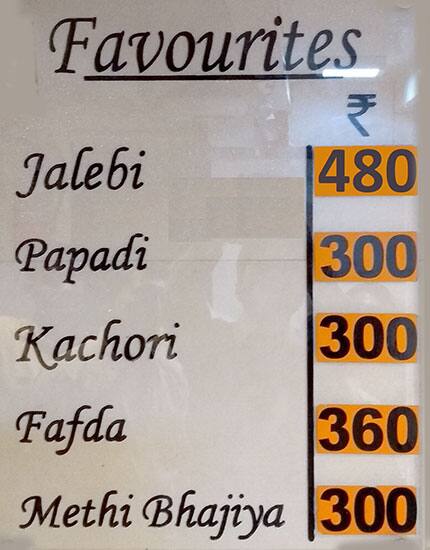 Favourites
₹
Jalebi 480
Papadi 300
Kachori 300
Fafda 360
Methi Bhajiya 300